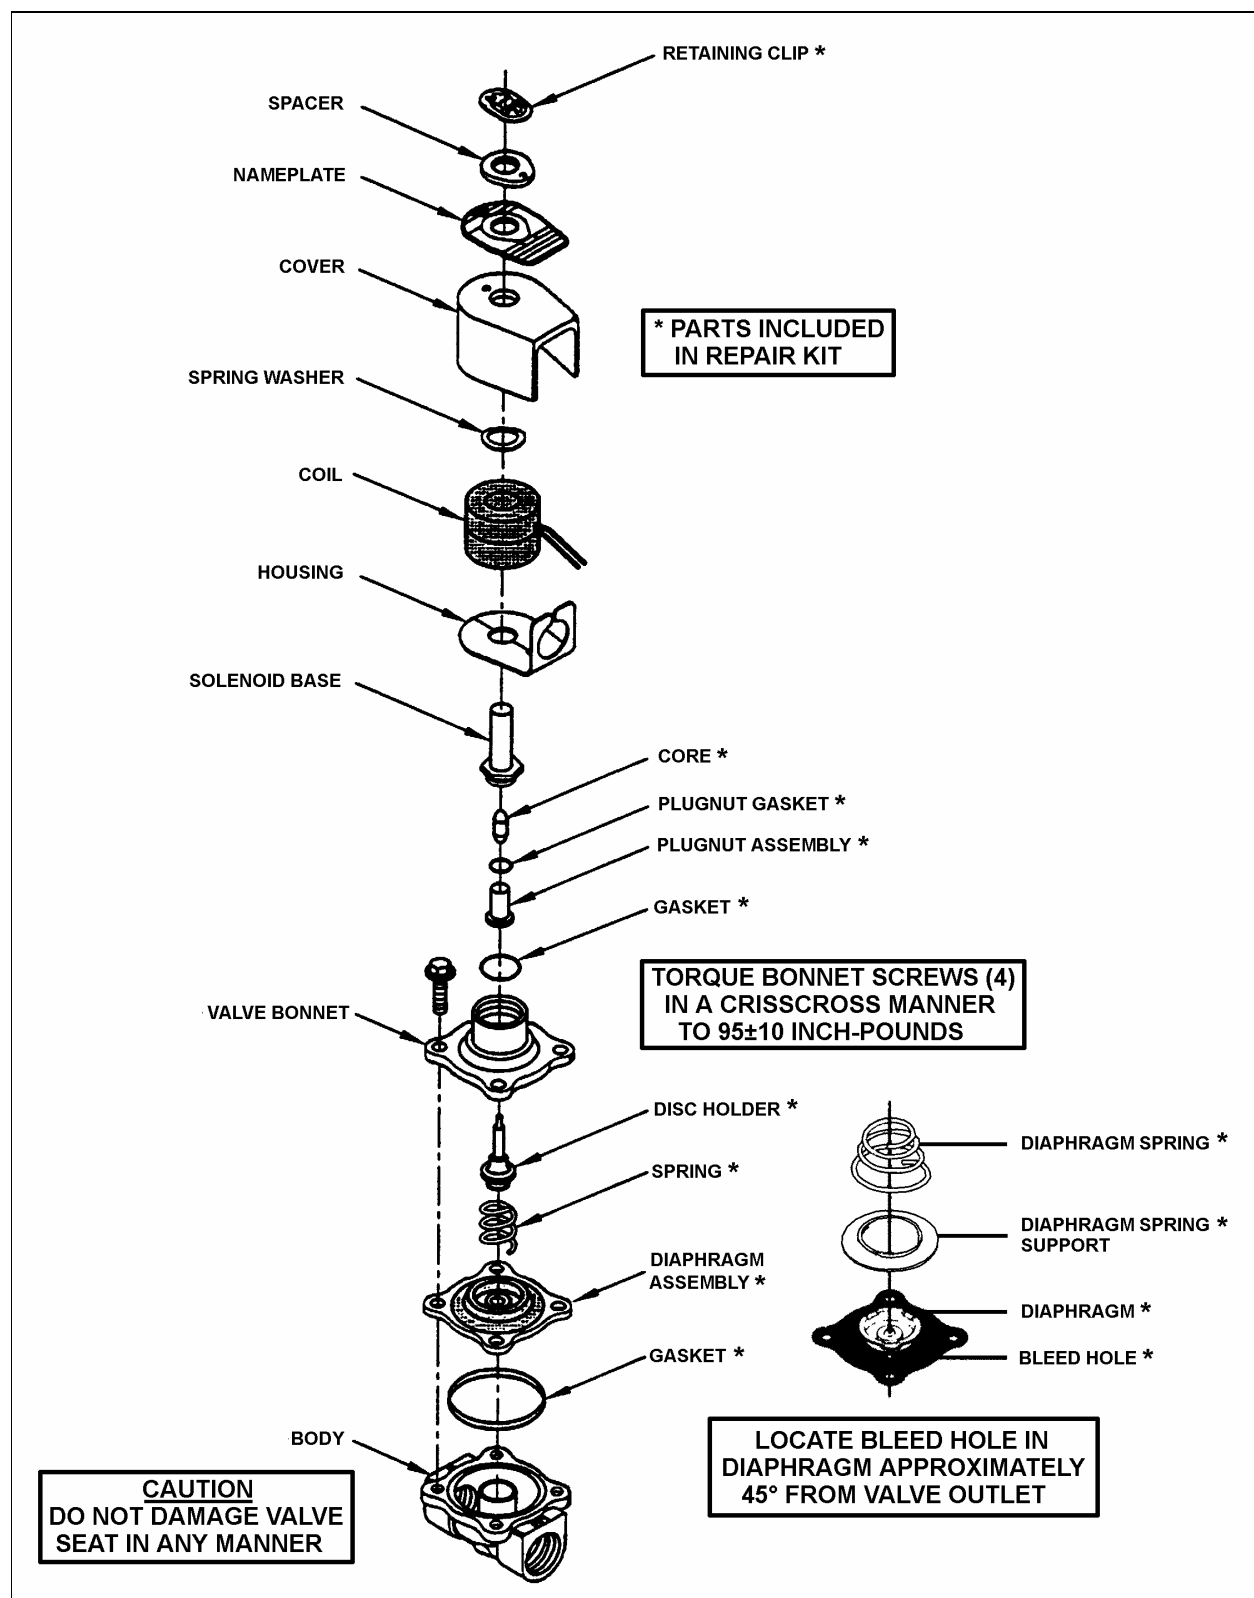 RETAINING CLIP *
SPACER
NAMEPLATE
COVER
* PARTS INCLUDED
IN REPAIR KIT
SPRING WASHER
COIL
HOUSING
SOLENOID BASE
CORE *
PLUGNUT GASKET *
PLUGNUT ASSEMBLY *
GASKET *
TORQUE BONNET SCREWS (4)
IN A CRISSCROSS MANNER
TO 95±10 INCH-POUNDS
VALVE BONNET
DISC HOLDER *
DIAPHRAGM SPRING *
SPRING *
DIAPHRAGM SPRING *
SUPPORT
DIAPHRAGM
ASSEMBLY *
DIAPHRAGM *
GASKET *
BLEED HOLE *
BODY
LOCATE BLEED HOLE IN
DIAPHRAGM APPROXIMATELY
45° FROM VALVE OUTLET
CAUTION
DO NOT DAMAGE VALVE
SEAT IN ANY MANNER